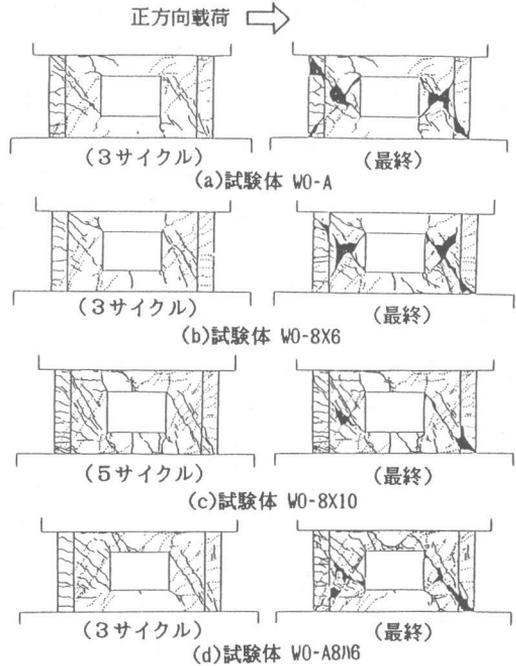 正方向載荷
(3サイクル) (最終)
(a)試験体 WO-A
(3サイクル) (最終)
(b)試験体 WO-8X6
(5サイクル) (最終)
(c)試験体 WO-8X10
(3サイクル) (最終)
(d)試験体 WO-A8ハ6